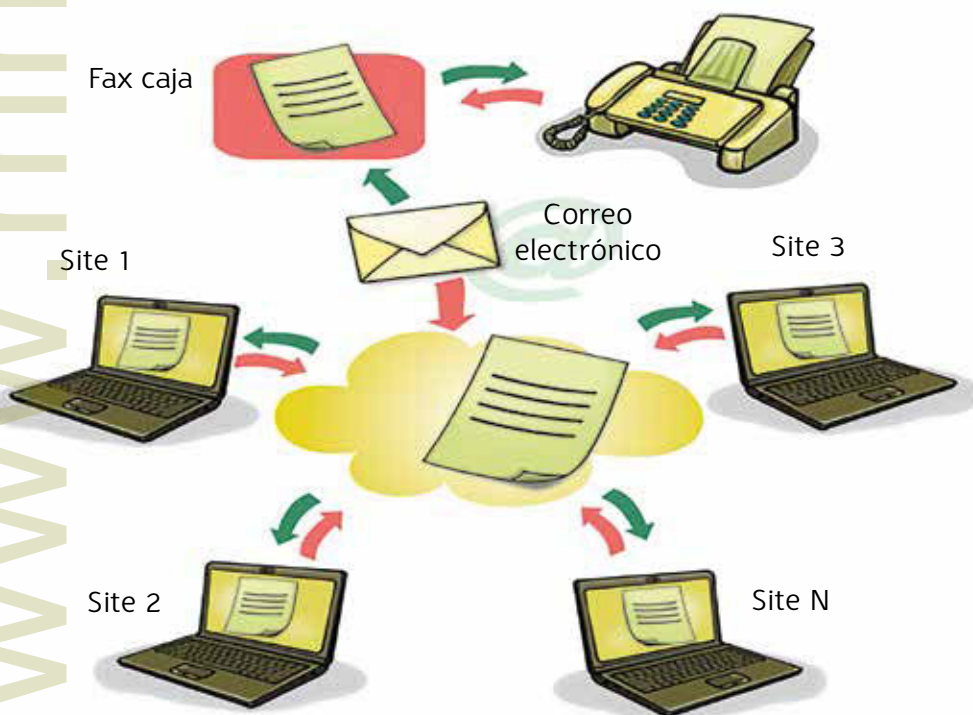 Fax caja
Correo
electrónico
Site 1
Site 3
Site 2
Site N
@